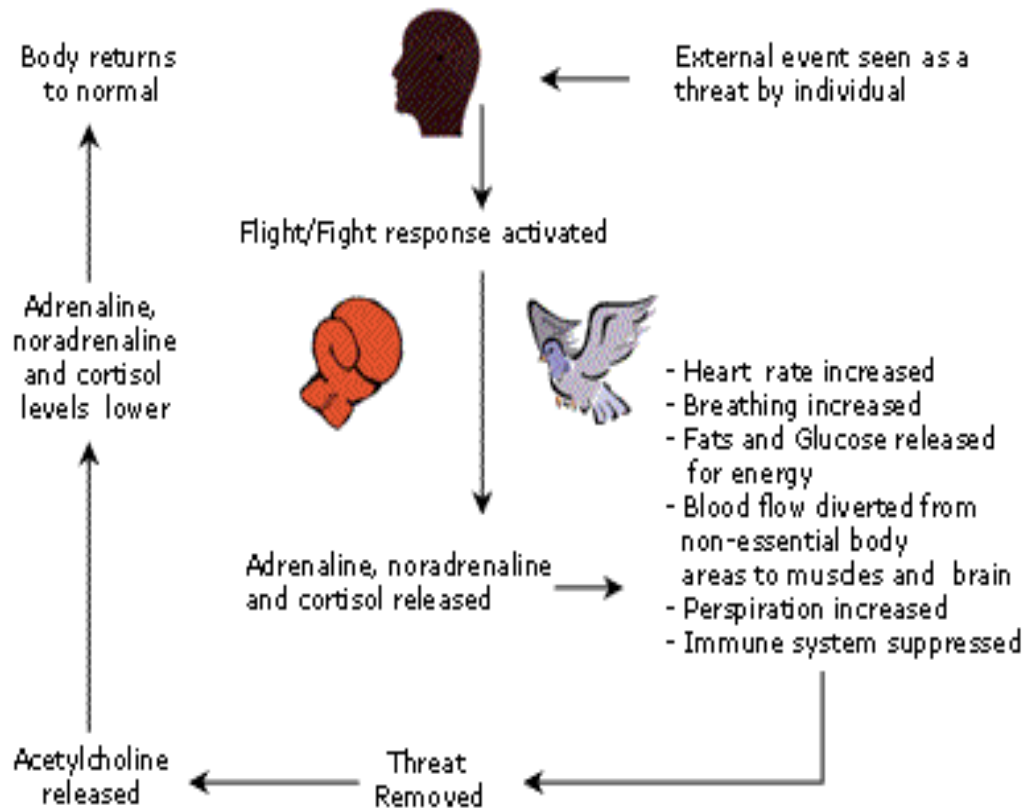 External event seen as a
threat by individual
Flight/Fight response activated
Adrenaline, noradrenaline
and cortisol released
- Heart rate increased
- Breathing increased
- Fats and Glucose released
for energy
- Blood flow diverted from
non-essential body
areas to muscles and brain
- Perspiration increased
- Immune system suppressed
Threat
Removed
Acetylcholine
released
Adrenaline,
noradrenaline
and cortisol
levels lower
Body returns
to normal